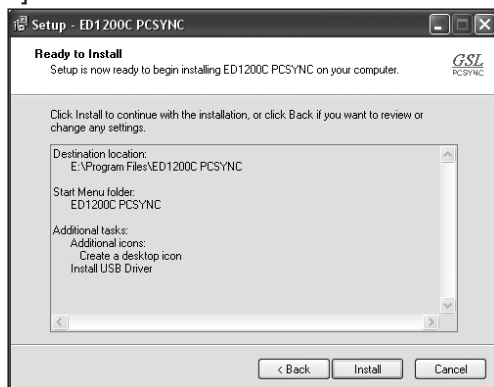 Setup - ED1200C PCSYNC
Ready to Install
Setup is now ready to begin installing ED1200C PCSYNC on your computer.
GSL
PCSYNC
Click Install to continue with the installation, or click Back if you want to review or
change any settings.
Destination location:
E:\Program Files\ED1200C PCSYNC
Start Menu folder:
ED1200C PCSYNC
Additional tasks:
Additional icons:
Create a desktop icon
Install USB Driver
< Back
Install
Cancel